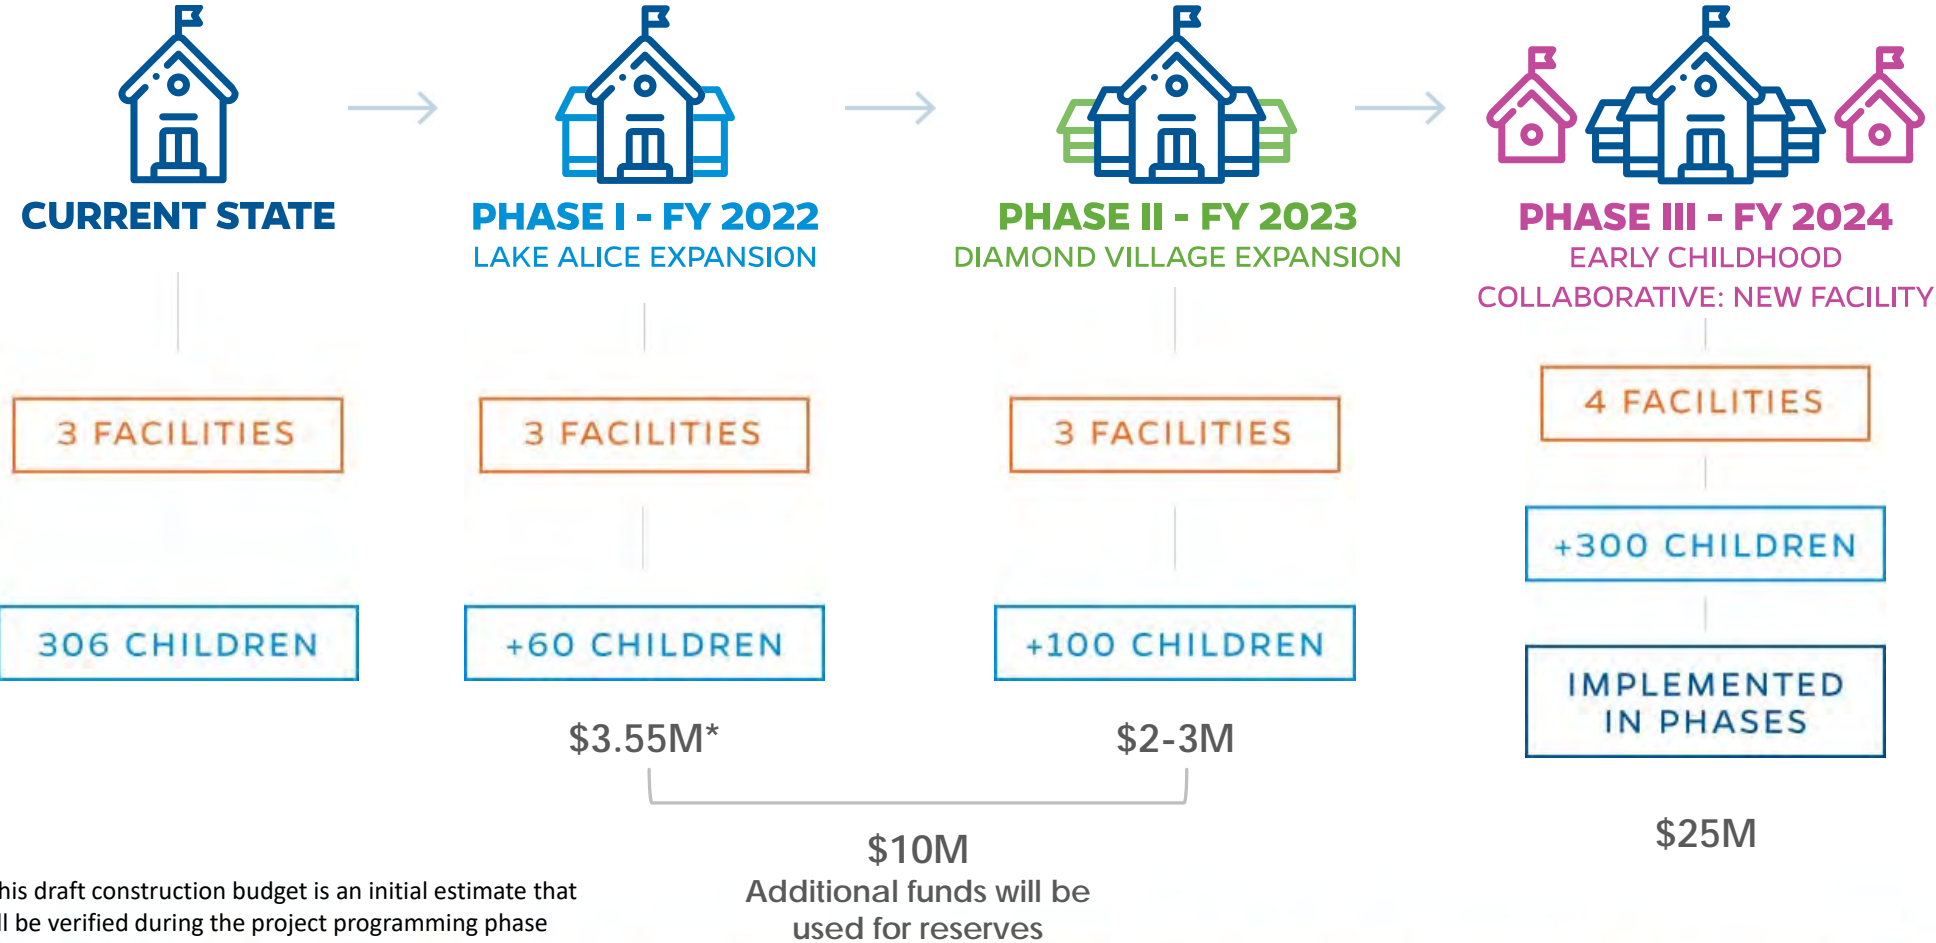 CURRENT STATE
3 FACILITIES
306 CHILDREN
PHASE I - FY 2022
LAKE ALICE EXPANSION
3 FACILITIES
+60 CHILDREN
$3.55M*
PHASE II - FY 2023
DIAMOND VILLAGE EXPANSION
3 FACILITIES
+100 CHILDREN
$2-3M
$10M
Additional funds will be
used for reserves
PHASE III - FY 2024
EARLY CHILDHOOD
COLLABORATIVE: NEW FACILITY
4 FACILITIES
+300 CHILDREN
IMPLEMENTED
IN PHASES
$25M
his draft construction budget is an initial estimate that
ll be verified during the project programming phase